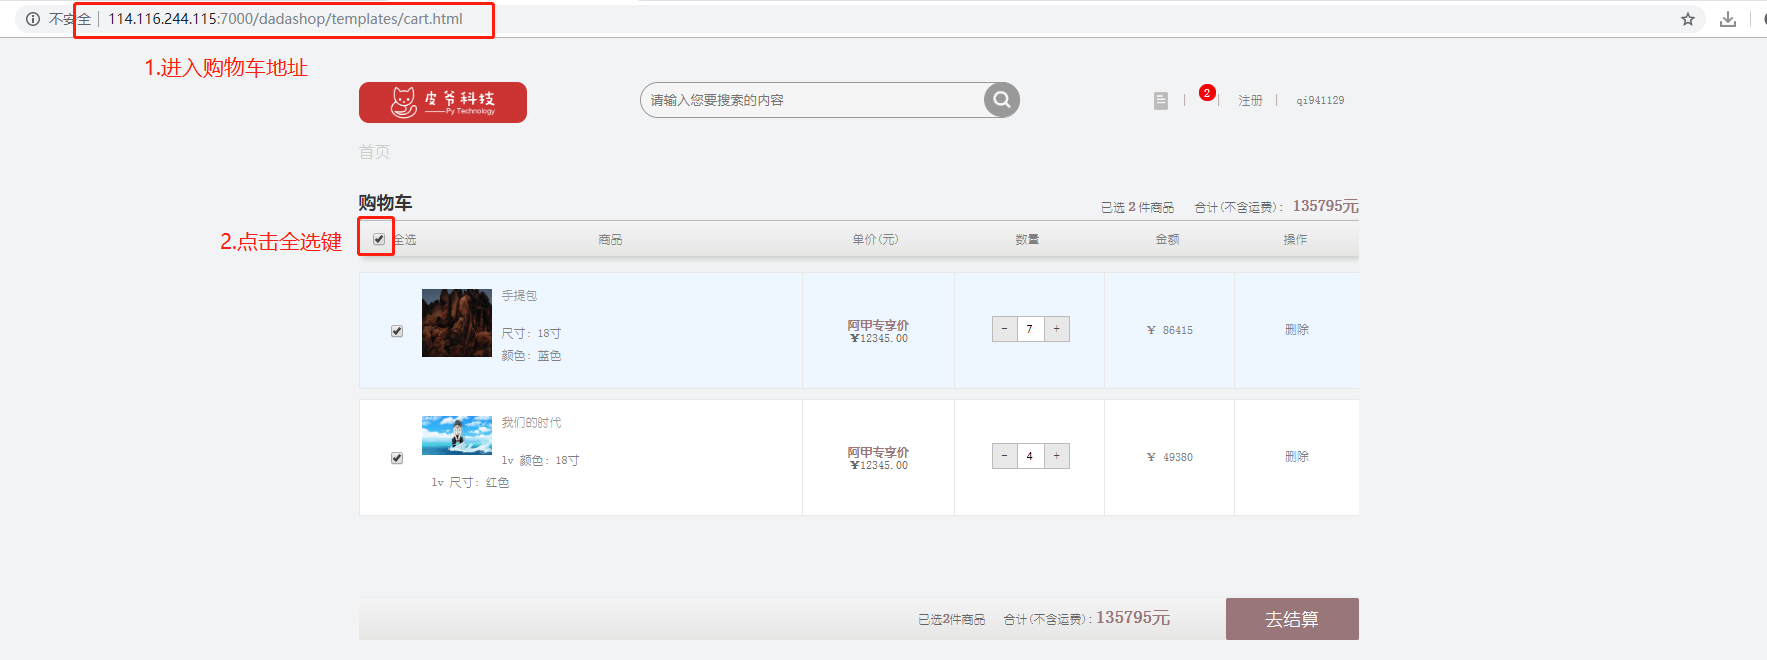 不安全 | 114.116.244.115:7000/dadashop/templates/cart.html
1.进入购物车地址
皮爷科技
——Py Technology
请输入您要搜索的内容
2
注册
qi941129
首页
购物车
已选 2 件商品 合计(不含运费): 135795元
2.点击全选键
全选 商品 单价(元) 数量 金额 操作
手提包
尺寸: 18寸
颜色: 蓝色
阿甲专享价
¥12345.00
- 7 +
¥ 86415
删除
我们的时代
lv 颜色: 18寸
lv 尺寸: 红色
阿甲专享价
¥12345.00
- 4 +
¥ 49380
删除
已选2件商品 合计(不含运费): 135795元
去结算